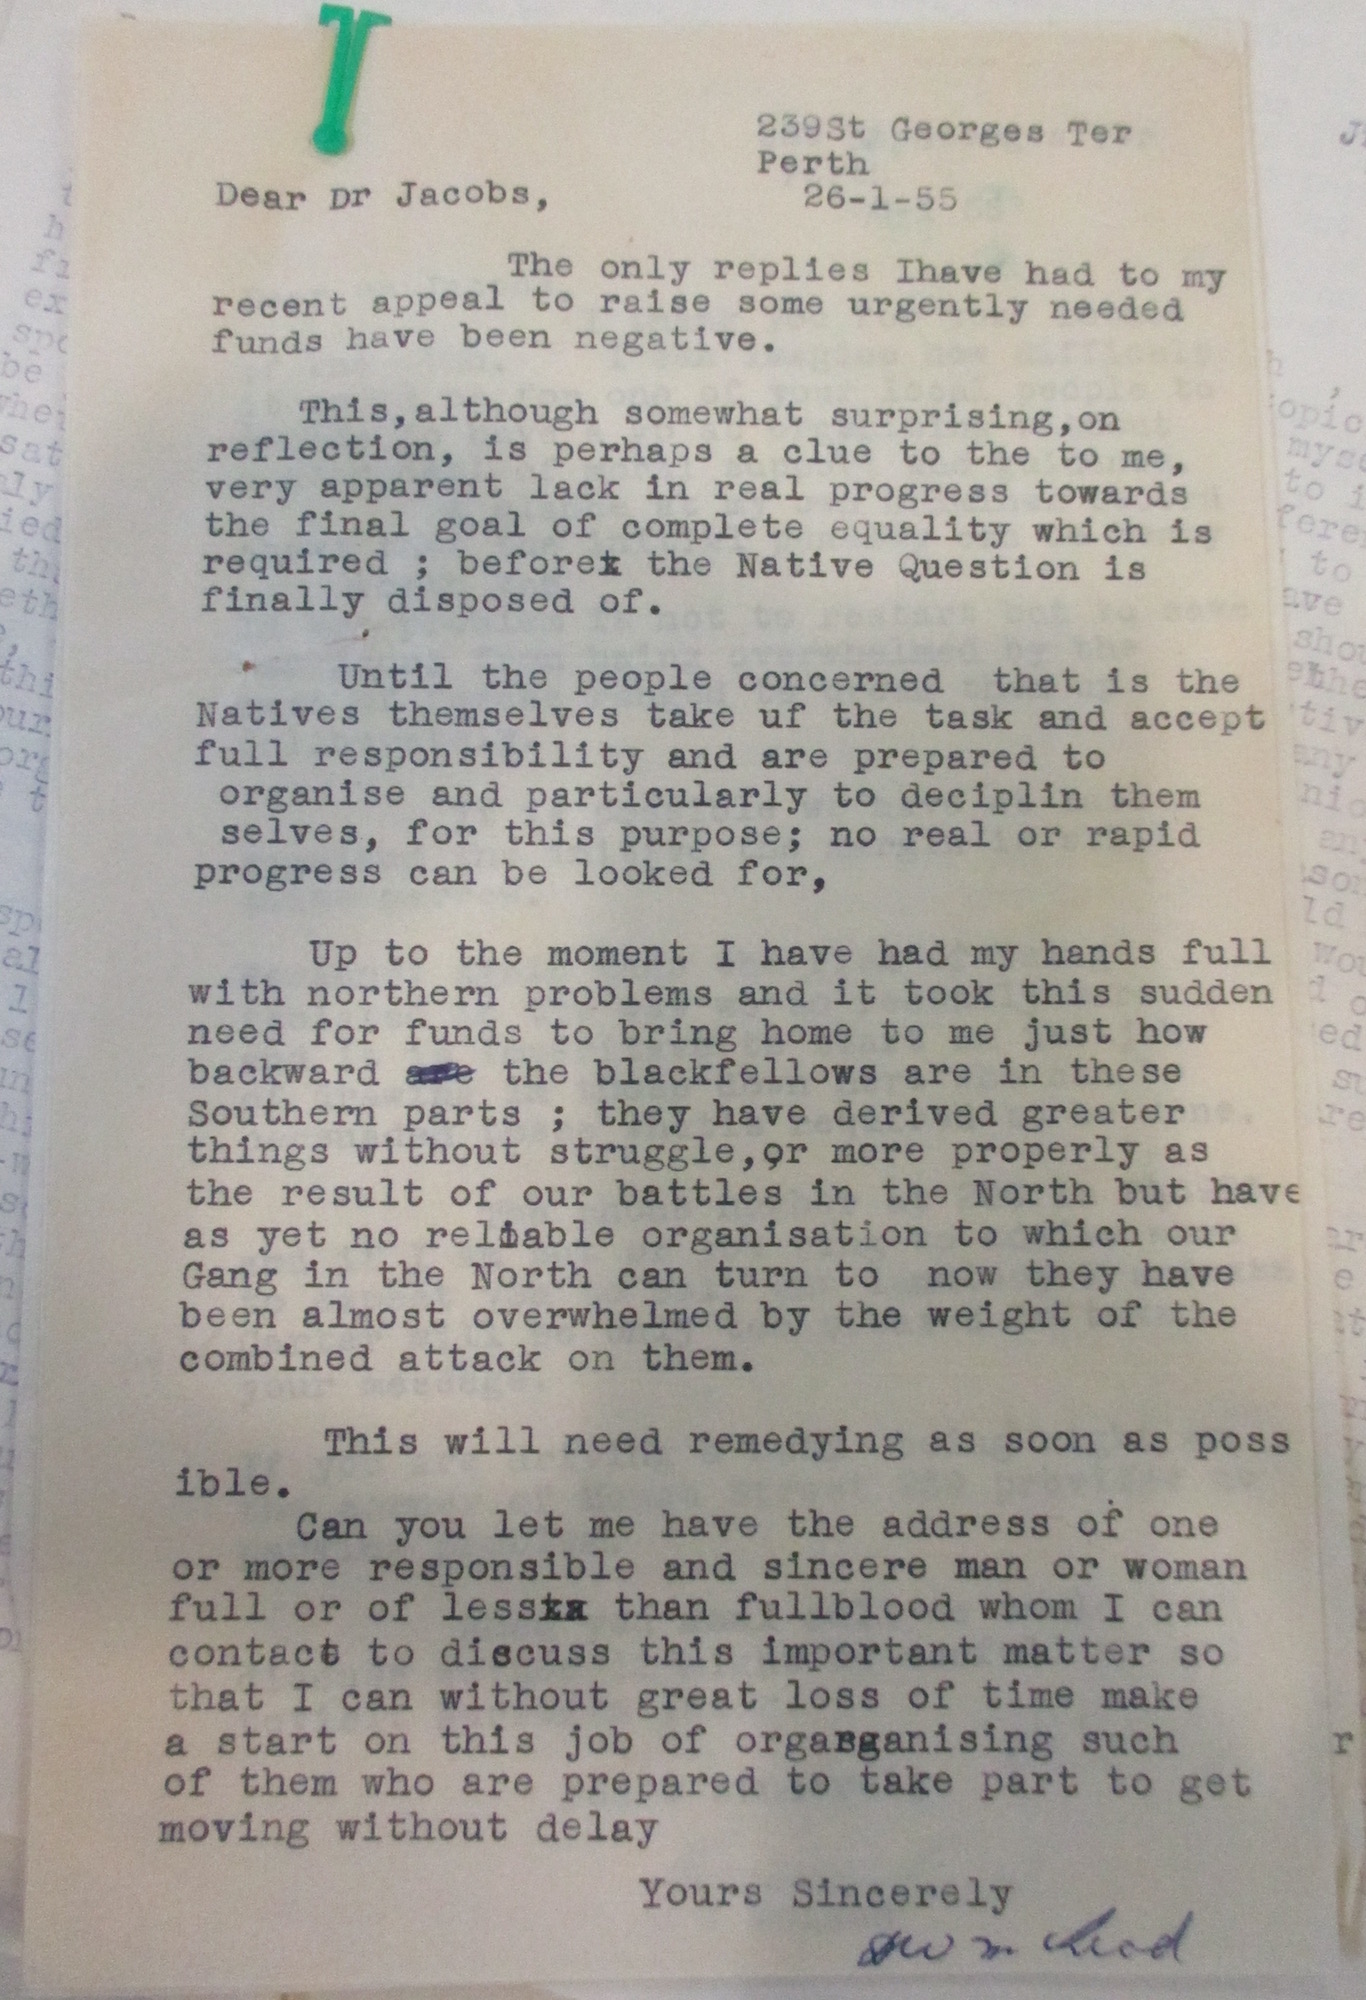 239St Georges Ter
Perth
Dear Dr Jacobs,
26-1-55
The only replies Ihave had to my
recent appeal to raise some urgently needed
funds have been negative.
This,although somewhat surprising,on
reflection, is perhaps a clue to the to me,
very apparent lack in real progress towards
the final goal of complete equality which is
required ; before the Native Question is
finally disposed of.
Until the people concerned that is the
Natives themselves take uf the task and accept
full responsibility and are prepared to
organise and particularly to deciplin them
selves, for this purpose; no real or rapid
progress can be looked for,
Up to the moment I have had my hands full
with northern problems and it took this sudden
need for funds to bring home to me just how
backward are the blackfellows are in these
Southern parts ; they have derived greater
things without struggle,or more properly as
the result of our battles in the North but have
as yet no reliable organisation to which our
Gang in the North can turn to now they have
been almost overwhelmed by the weight of the
combined attack on them.
This will need remedying as soon as poss
ible.
Can you let me have the address of one
or more responsible and sincere man or woman
full or of less than fullblood whom I can
contact to discuss this important matter so
that I can without great loss of time make
a start on this job of orgasganising such
of them who are prepared to take part to get
moving without delay
Yours Sincerely